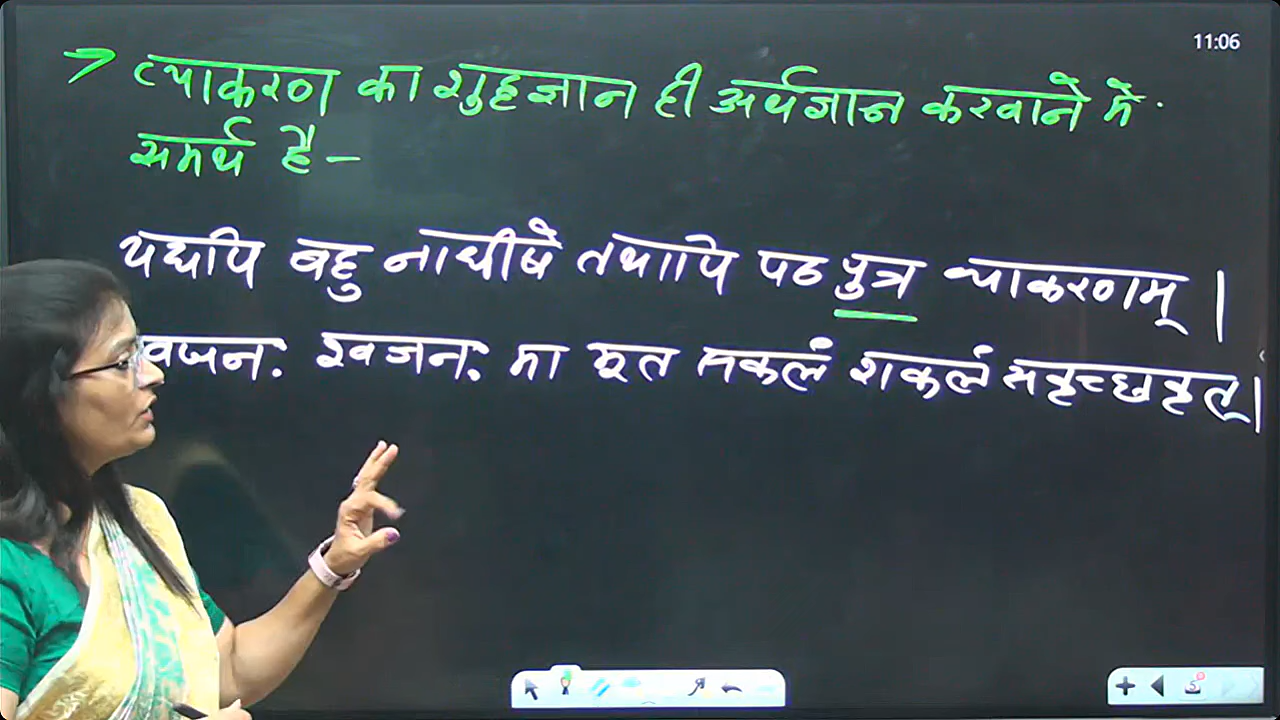 11:06
→ व्याकरण का शुद्धज्ञान ही अर्थज्ञान करवाने में
समर्थ है–
यद्यपि बहु नाधीषे तथापि पठ पुत्र व्याकरणम् |
वजन: श्वजन: मा भूत सकलं शकलं सकृच्छकृत् |